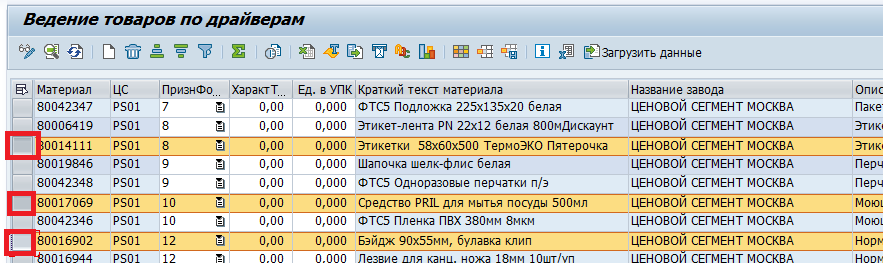 Ведение товаров по драйверам
Загрузить данные
Материал ЦС ПризнФо... ХарактТ... Ед. в УПК Краткий текст материала Название завода Опис
80042347 PS01 7 0,00 0,000 ФТС5 Подложка 225х135х20 белая ЦЕНОВОЙ СЕГМЕНТ МОСКВА Паке
80006419 PS01 8 0,00 0,000 Этикет-лента PN 22х12 белая 800мДискаунт ЦЕНОВОЙ СЕГМЕНТ МОСКВА Этик
80014111 PS01 8 0,00 0,000 Этикетки 58х60х500 ТермоЭКО Пятерочка ЦЕНОВОЙ СЕГМЕНТ МОСКВА Этик
80019846 PS01 9 0,00 0,000 Шапочка шелк-флис белая ЦЕНОВОЙ СЕГМЕНТ МОСКВА Перч
80042348 PS01 9 0,00 0,000 ФТС5 Одноразовые перчатки п/э ЦЕНОВОЙ СЕГМЕНТ МОСКВА Перч
80017069 PS01 10 0,00 0,000 Средство PRIL для мытья посуды 500мл ЦЕНОВОЙ СЕГМЕНТ МОСКВА Моющ
80042346 PS01 10 0,00 0,000 ФТС5 Пленка ПВХ 380мм 8мкм ЦЕНОВОЙ СЕГМЕНТ МОСКВА Моющ
80016902 PS01 12 0,00 0,000 Бэйдж 90х55мм, булавка клип ЦЕНОВОЙ СЕГМЕНТ МОСКВА Норм
80016944 PS01 12 0,00 0,000 Лезвие для канц. ножа 18мм 10шт/уп ЦЕНОВОЙ СЕГМЕНТ МОСКВА Норм